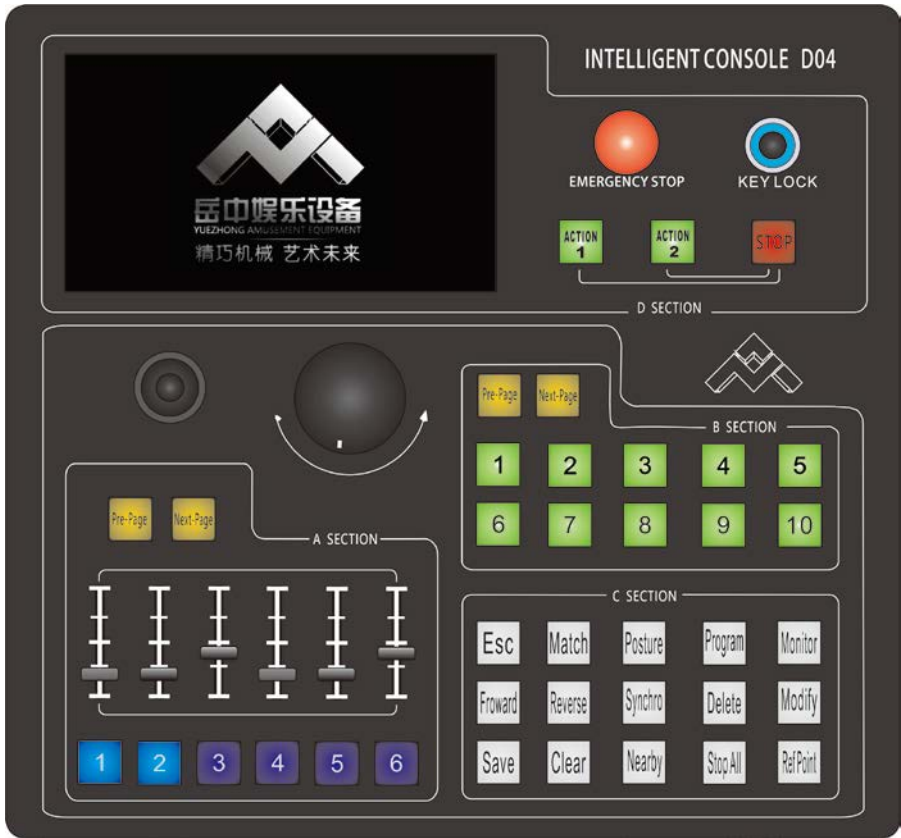 INTELLIGENT CONSOLE D04
岳中娱乐设备
YUEZHONG AMUSEMENT EQUIPMENT
精巧机械 艺术未来
EMERGENCY STOP
KEY LOCK
ACTION 1
ACTION 2
STOP
D SECTION
Pre-Page
Next-Page
B SECTION
1 2 3 4 5
6 7 8 9 10
Pre-Page
Next-Page
A SECTION
1 2 3 4 5 6
C SECTION
Esc Match Posture Program Monitor
Froward Reverse Synchro Delete Modify
Save Clear Nearby Stop All Ref Point